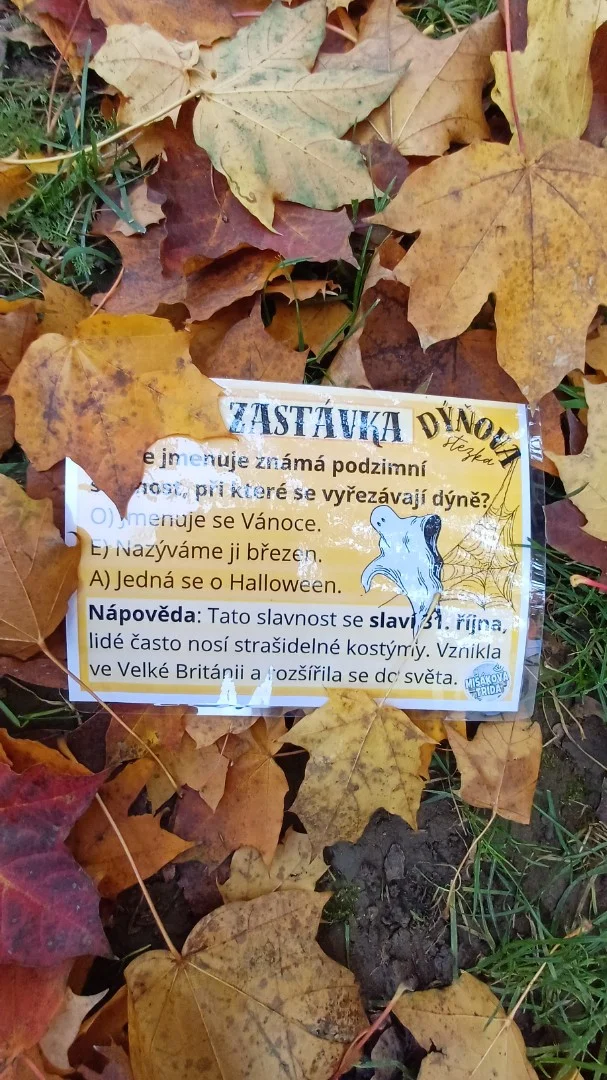 ZASTÁVKA DÝŇOVÁ
stezka
e jmenuje známá podzimní
slavnost, při které se vyřezávají dýně?
O) Jmenuje se Vánoce.
E) Nazýváme ji březen.
A) Jedná se o Halloween.
Nápověda: Tato slavnost se slaví 31. října,
lidé často nosí strašidelné kostýmy. Vznikla
ve Velké Británii a rozšířila se do světa.
MIŠÁKOVA
TŘÍDA